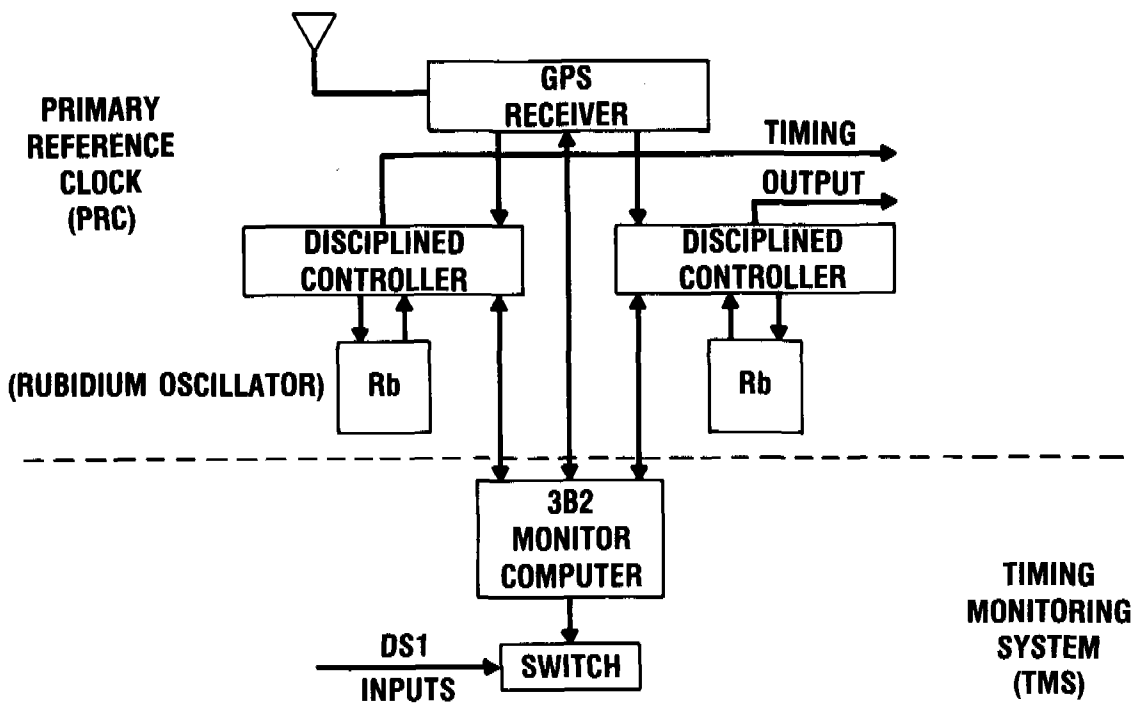 GPS
RECEIVER
PRIMARY
REFERENCE
CLOCK
(PRC)
TIMING
OUTPUT
DISCIPLINED
CONTROLLER
DISCIPLINED
CONTROLLER
(RUBIDIUM OSCILLATOR)
Rb
Rb
3B2
MONITOR
COMPUTER
TIMING
MONITORING
SYSTEM
(TMS)
DS1
INPUTS
SWITCH